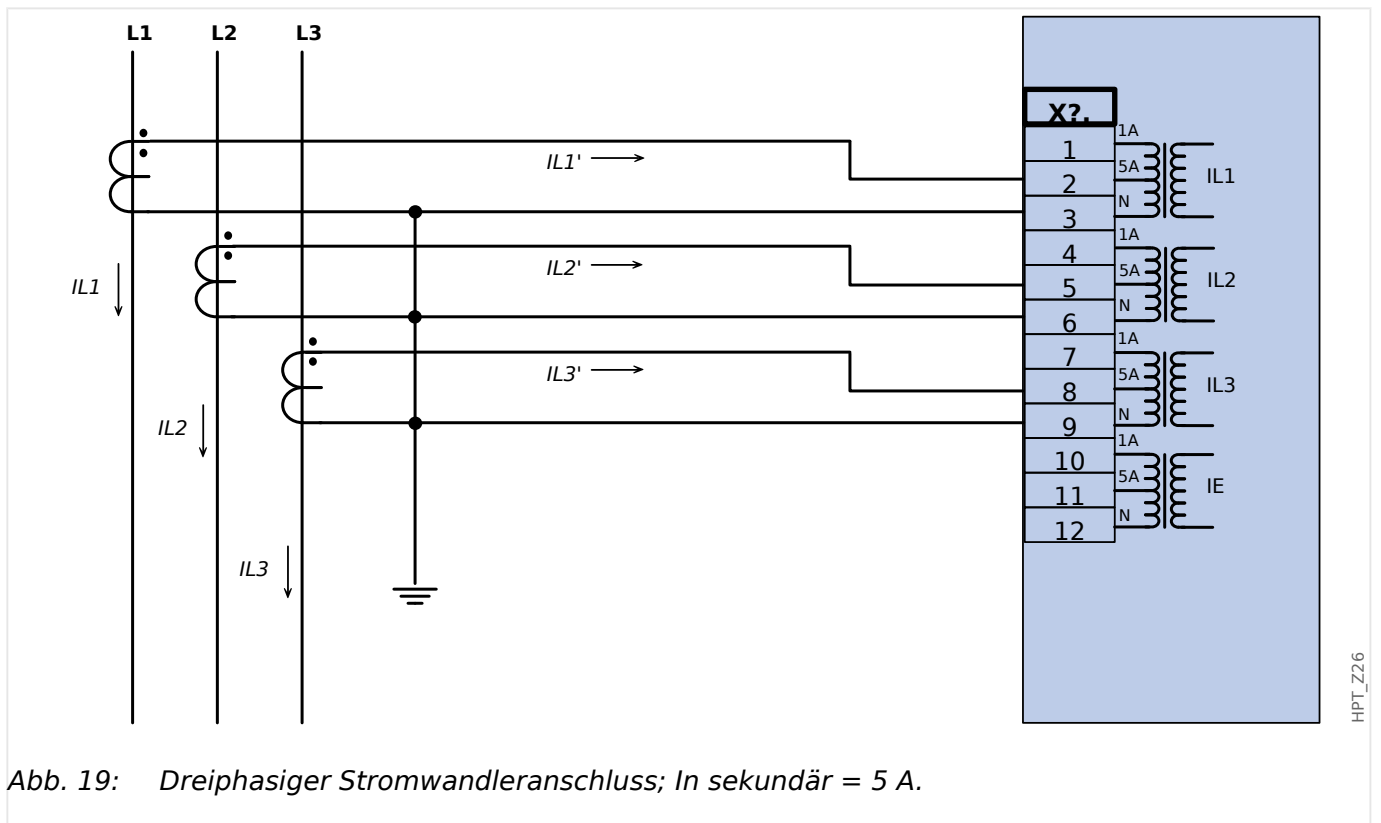 L1 L2 L3
X?.
1A
1
IL1'
5A
IL1
2
N
3
1A
4
IL2'
5A
IL2
IL1
5
N
6
1A
7
IL3'
5A
IL3
8
N
IL2
9
1A
10
5A
IE
11
N
12
IL3
HPT_Z26
Abb. 19: Dreiphasiger Stromwandleranschluss; In sekundär = 5 A.